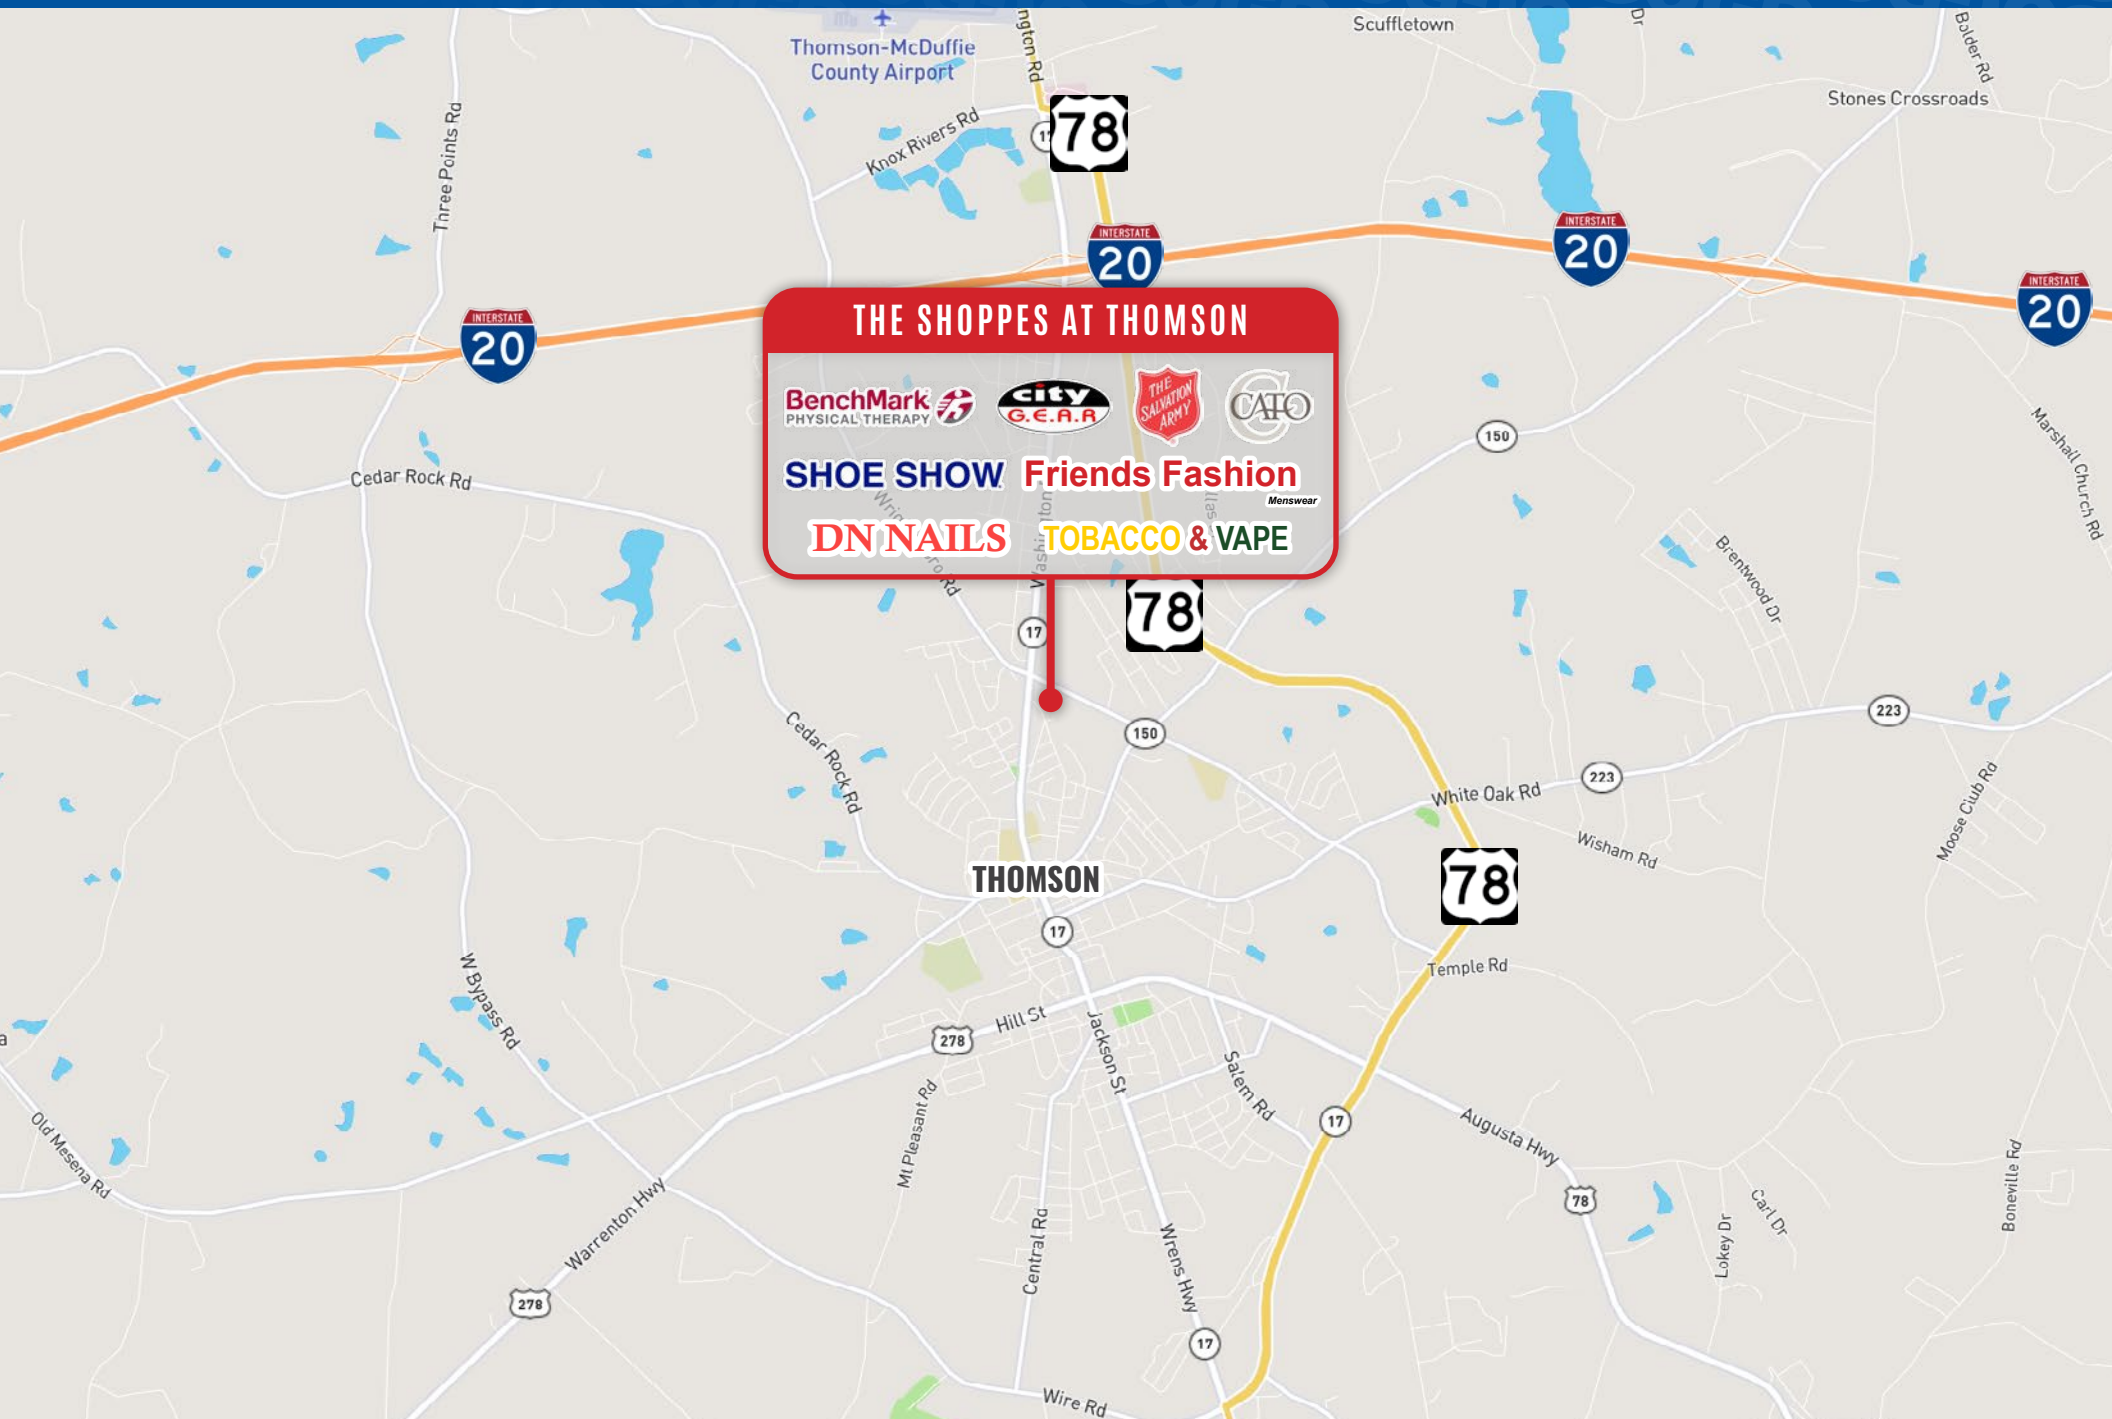 Scuffletown
Dr
Balder Rd
ngton Rd
Thomson-McDuffie
County Airport
Stones Crossroads
Three Points Rd
Knox Rivers Rd
78
INTERSTATE
20
INTERSTATE
20
INTERSTATE
20
INTERSTATE
20
THE SHOPPES AT THOMSON
BenchMark
PHYSICAL THERAPY
city
G.E.A.R
THE
SALVATION
ARMY
CATO
SHOE SHOW
Friends Fashion
Menswear
DN NAILS
TOBACCO & VAPE
150
Marshall Church Rd
Cedar Rock Rd
Brentwood Dr
78
17
150
223
Cedar Rock Rd
223
White Oak Rd
Wisham Rd
Moose Club Rd
THOMSON
78
17
Temple Rd
W Bypass Rd
Hill St
278
Jackson St
Salem Rd
Mt Pleasant Rd
17
Augusta Hwy
Old Mesena Rd
Warrenton Hwy
78
Carl Dr
Lokey Dr
Boneville Rd
Central Rd
Wrens Hwy
278
17
Wire Rd